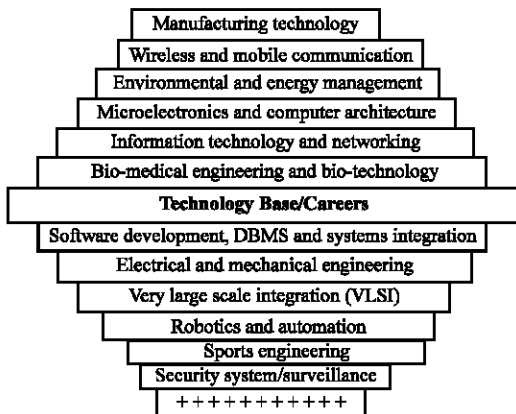 Manufacturing technology
Wireless and mobile communication
Environmental and energy management
Microelectronics and computer architecture
Information technology and networking
Bio-medical engineering and bio-technology
Technology Base/Careers
Software development, DBMS and systems integration
Electrical and mechanical engineering
Very large scale integration (VLSI)
Robotics and automation
Sports engineering
Security system/surveillance
+ + + + + + + + + + +